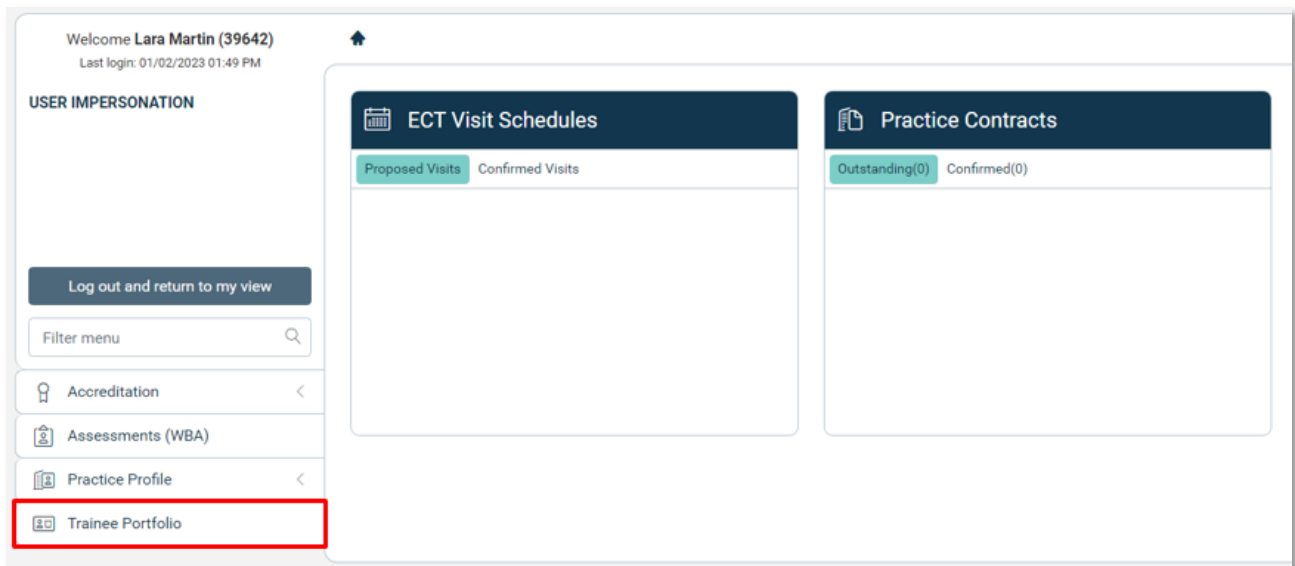 Welcome Lara Martin (39642)
Last login: 01/02/2023 01:49 PM
USER IMPERSONATION
Log out and return to my view
Filter menu
Accreditation
Assessments (WBA)
Practice Profile
Trainee Portfolio
ECT Visit Schedules
Proposed Visits Confirmed Visits
Practice Contracts
Outstanding(0) Confirmed(0)